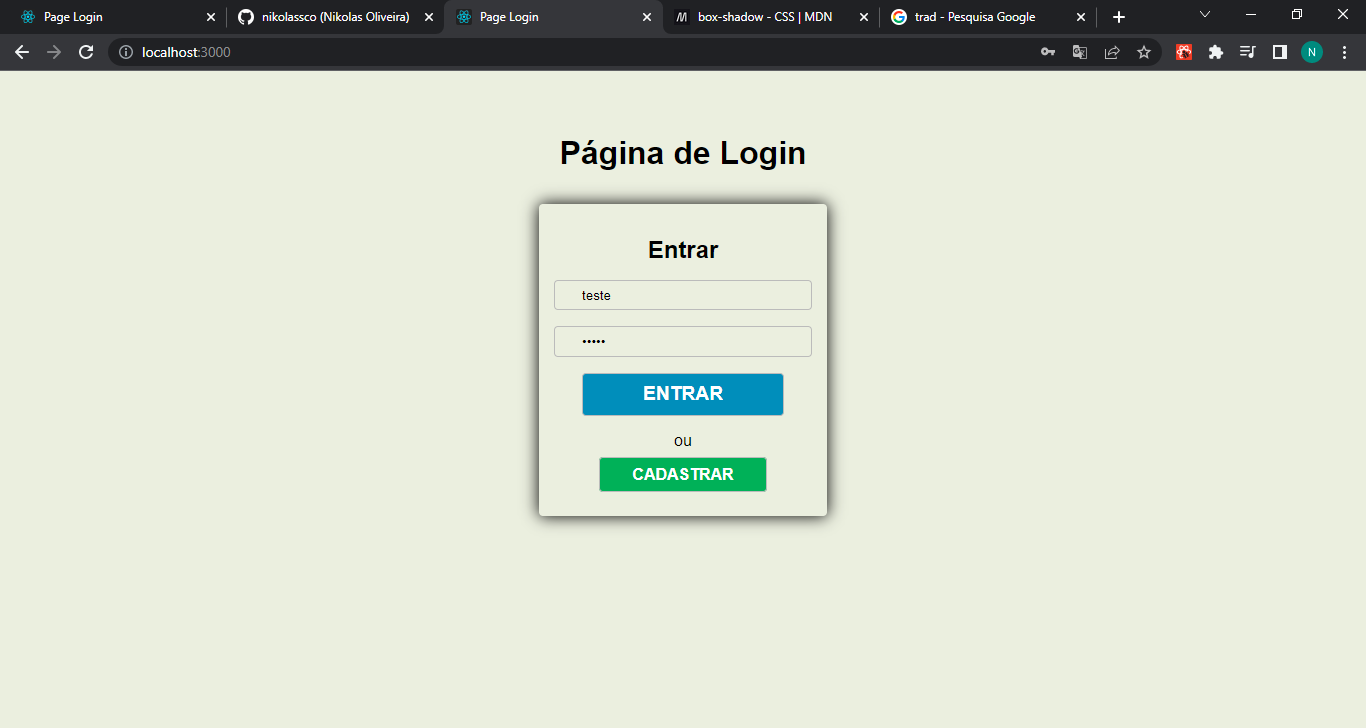 Page Login
nikolassco (Nikolas Oliveira)
Page Login
box-shadow - CSS | MDN
trad - Pesquisa Google
localhost:3000
N
Página de Login
Entrar
teste
•••••
ENTRAR
ou
CADASTRAR